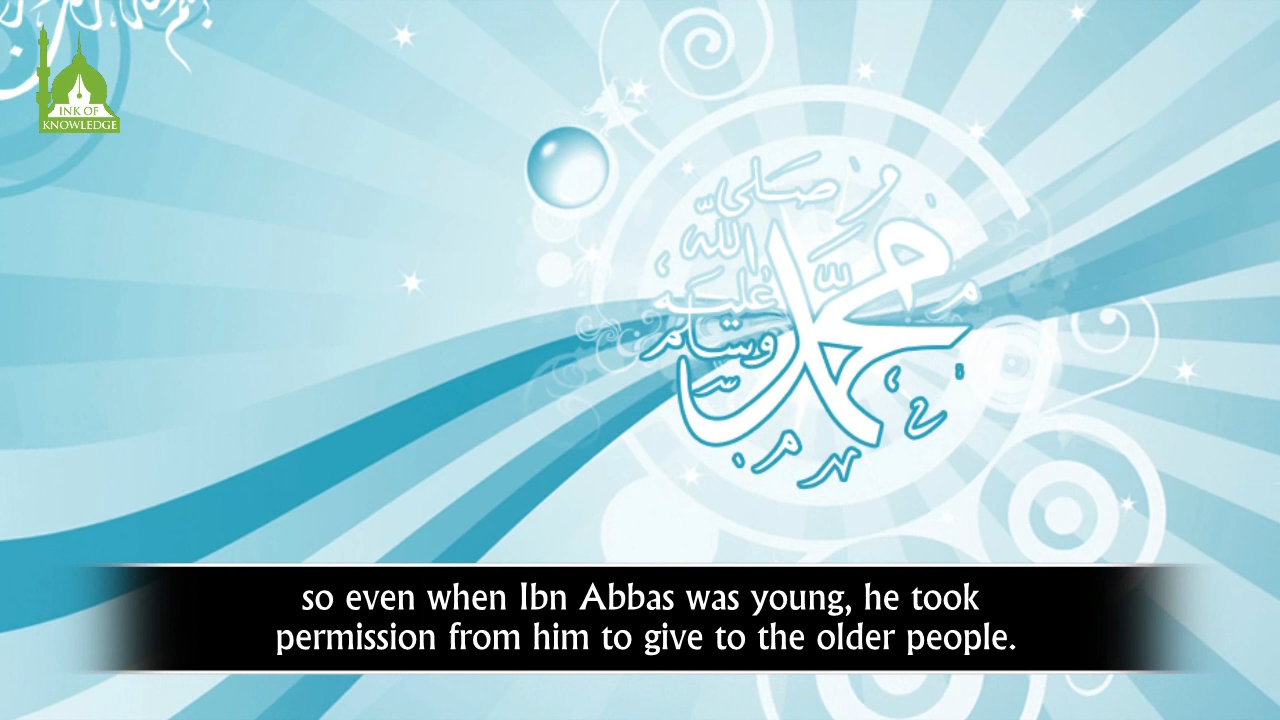 INK OF
KNOWLEDGE
صلى
الله
عليه
وسلم
محمد
so even when Ibn Abbas was young, he took
permission from him to give to the older people.